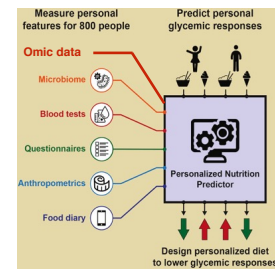 Measure personal
features for 800 people
Predict personal
glycemic responses
Omic data
Microbiome
Blood tests
Questionnaires
Anthropometrics
Food diary
Personalized Nutrition
Predictor
Design personalized diet
to lower glycemic responses